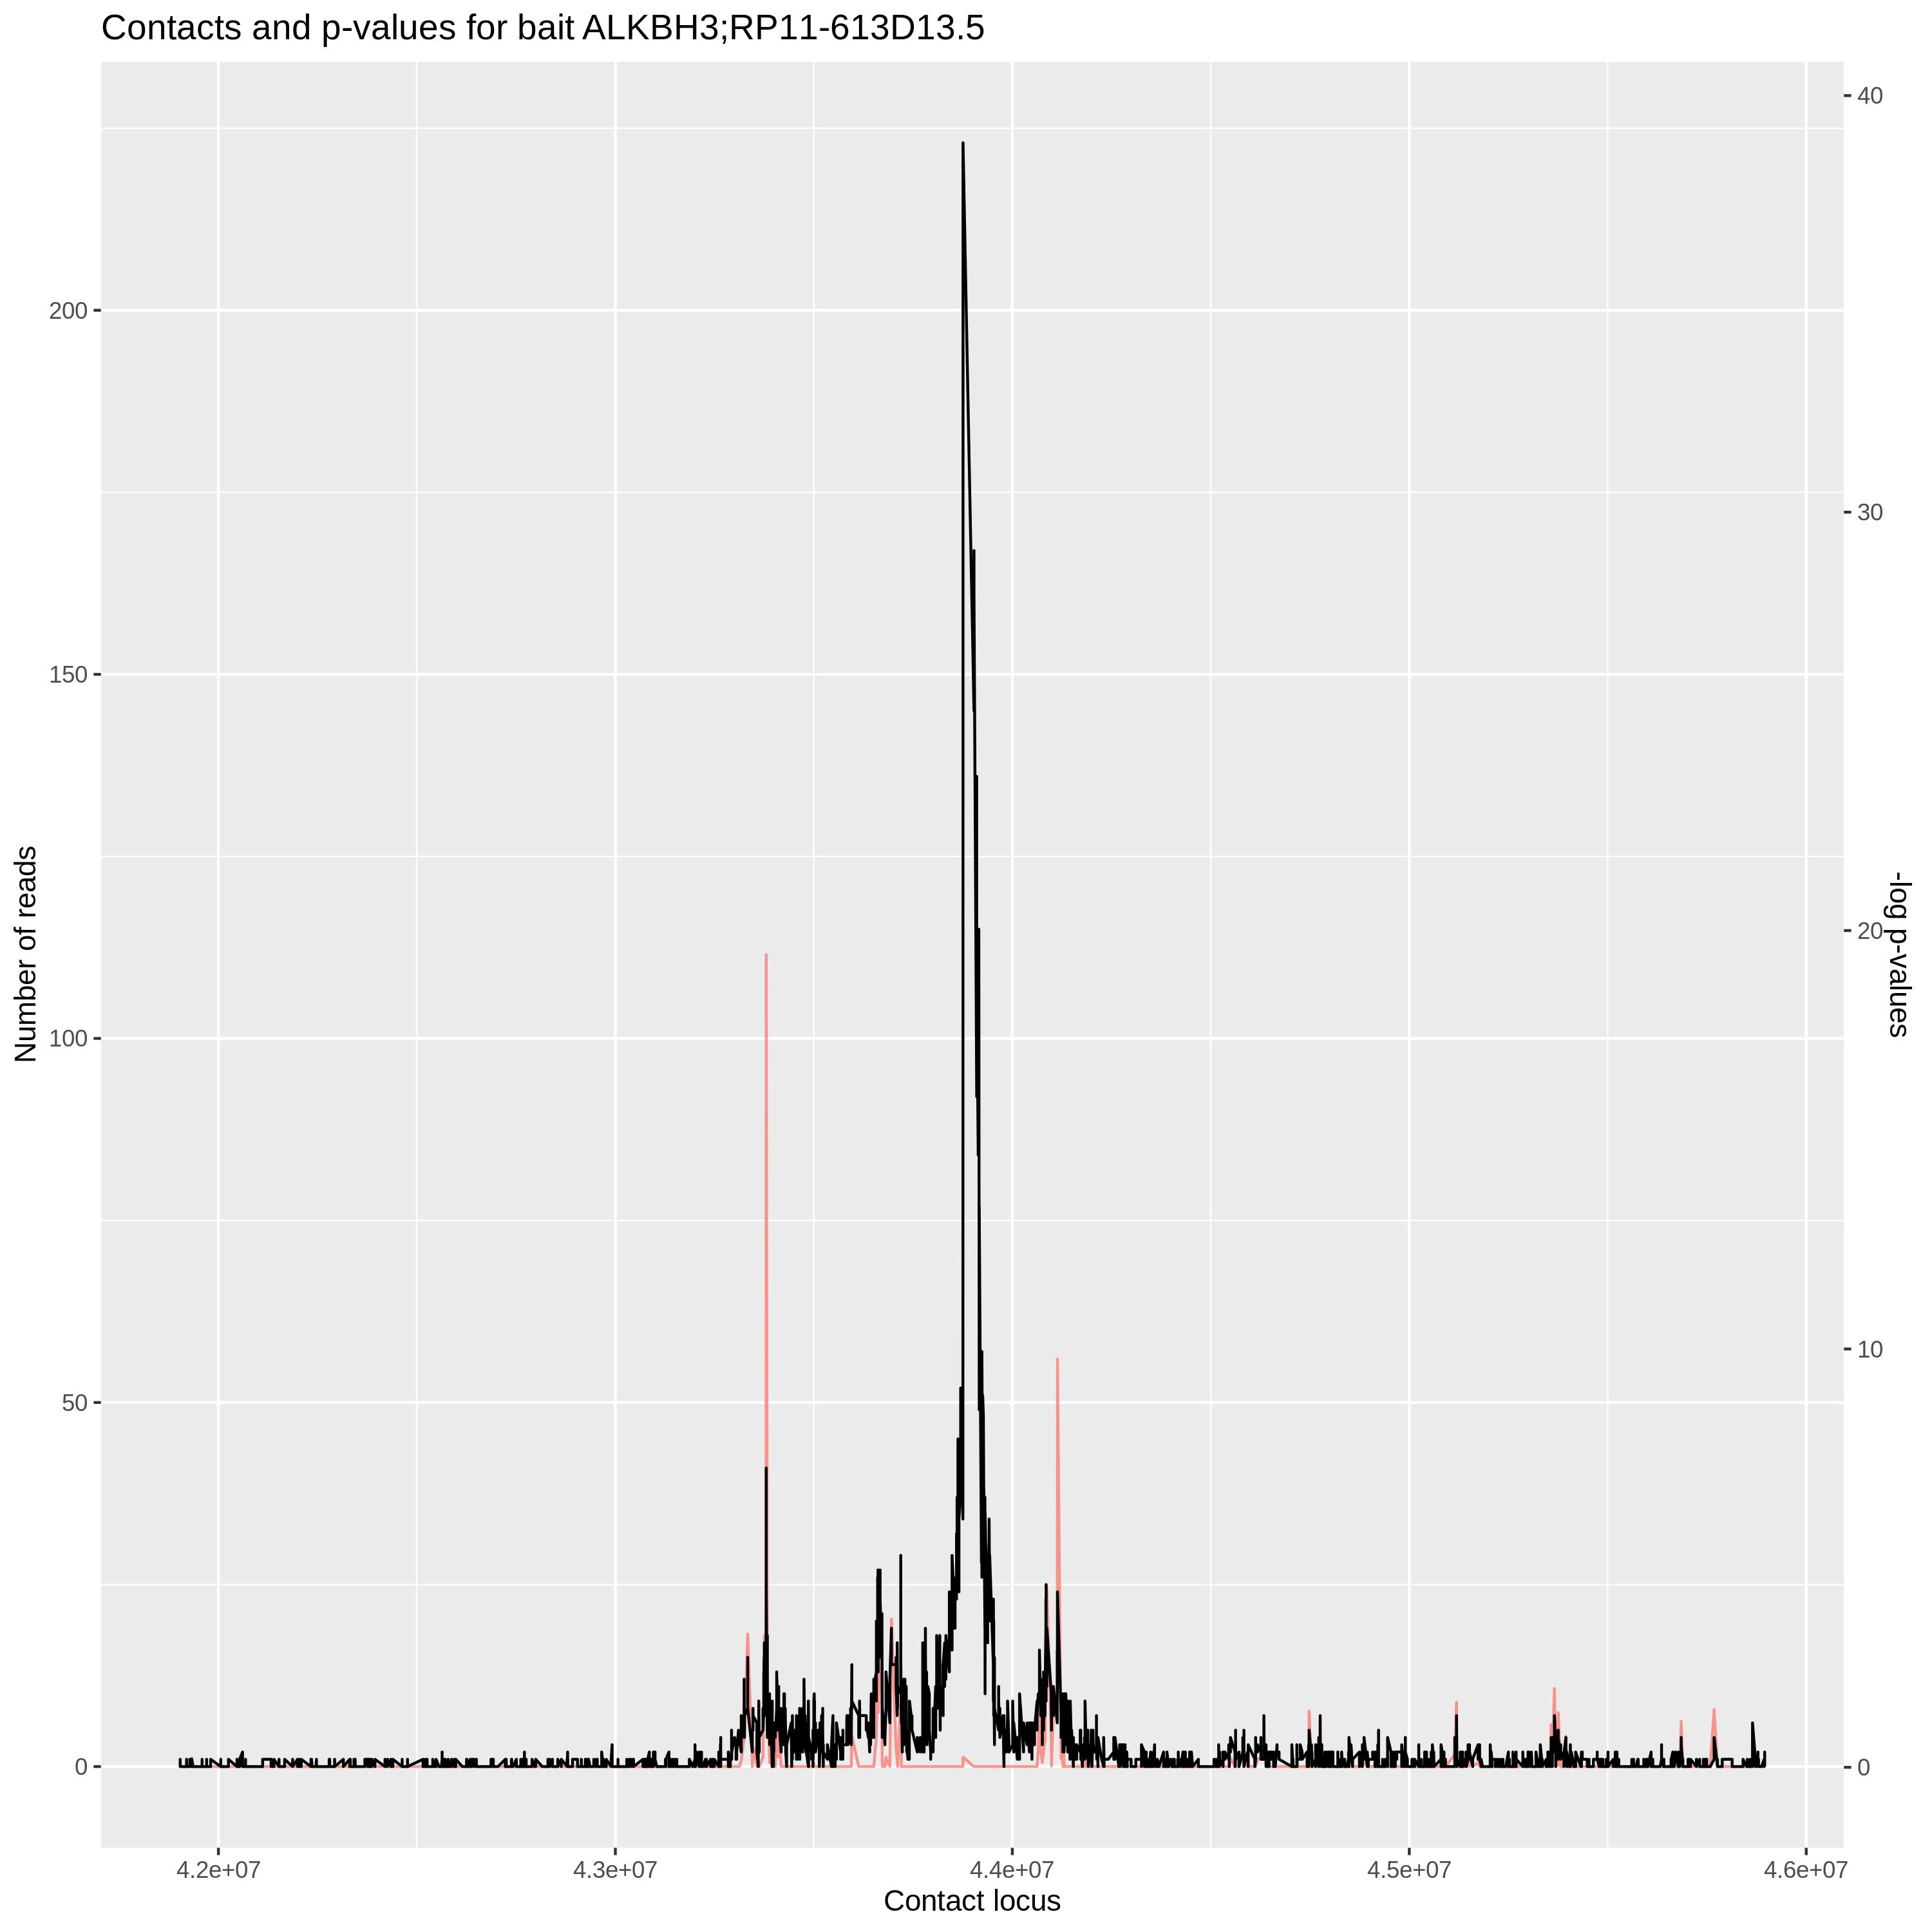 Contacts and p-values for bait ALKBH3;RP11-613D13.5
200
150
100
50
0
Number of reads
40
30
20
10
0
-log p-values
4.2e+07
4.3e+07
4.4e+07
4.5e+07
4.6e+07
Contact locus